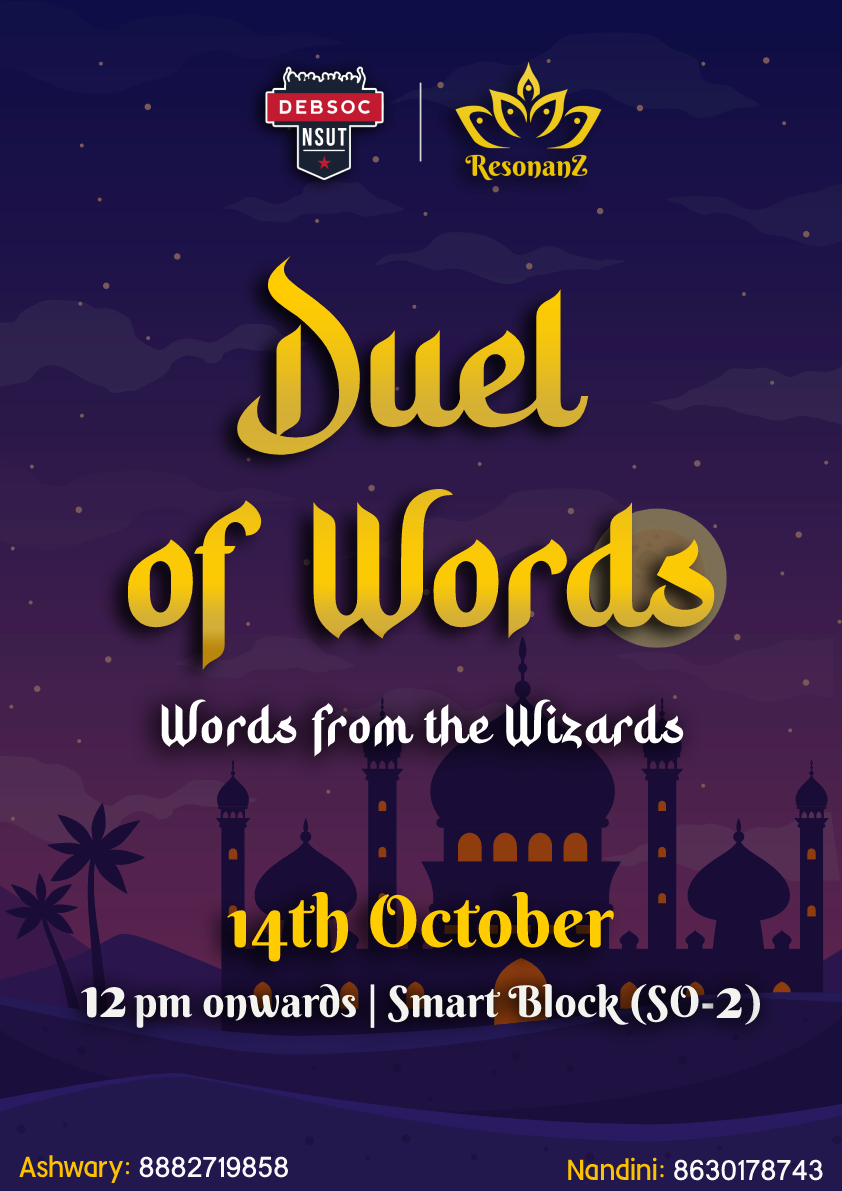 DEBSOC
NSUT
ResonanZ
Duel
of Words
Words from the Wizards
14th October
12 pm onwards | Smart Block (SO-2)
Ashwary: 8882719858
Nandini: 8630178743